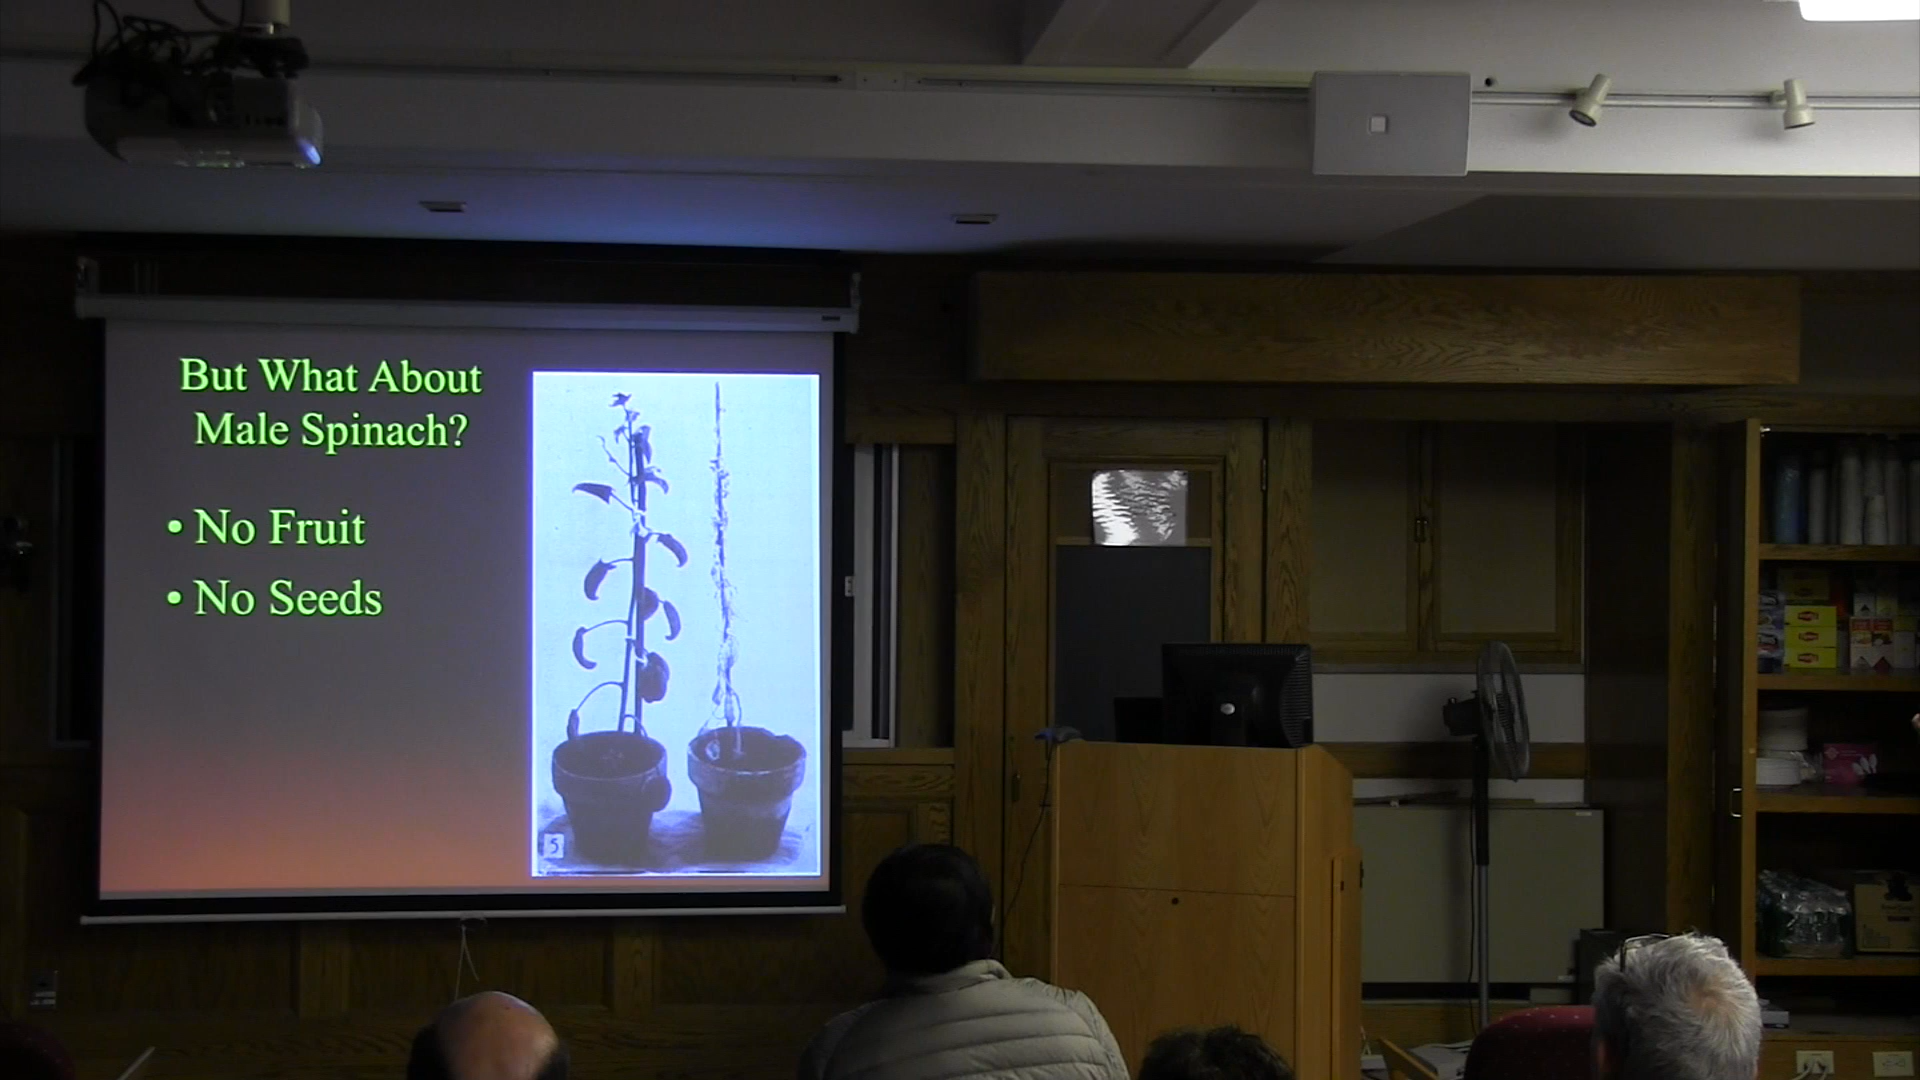 But What About
Male Spinach?
• No Fruit
• No Seeds
5